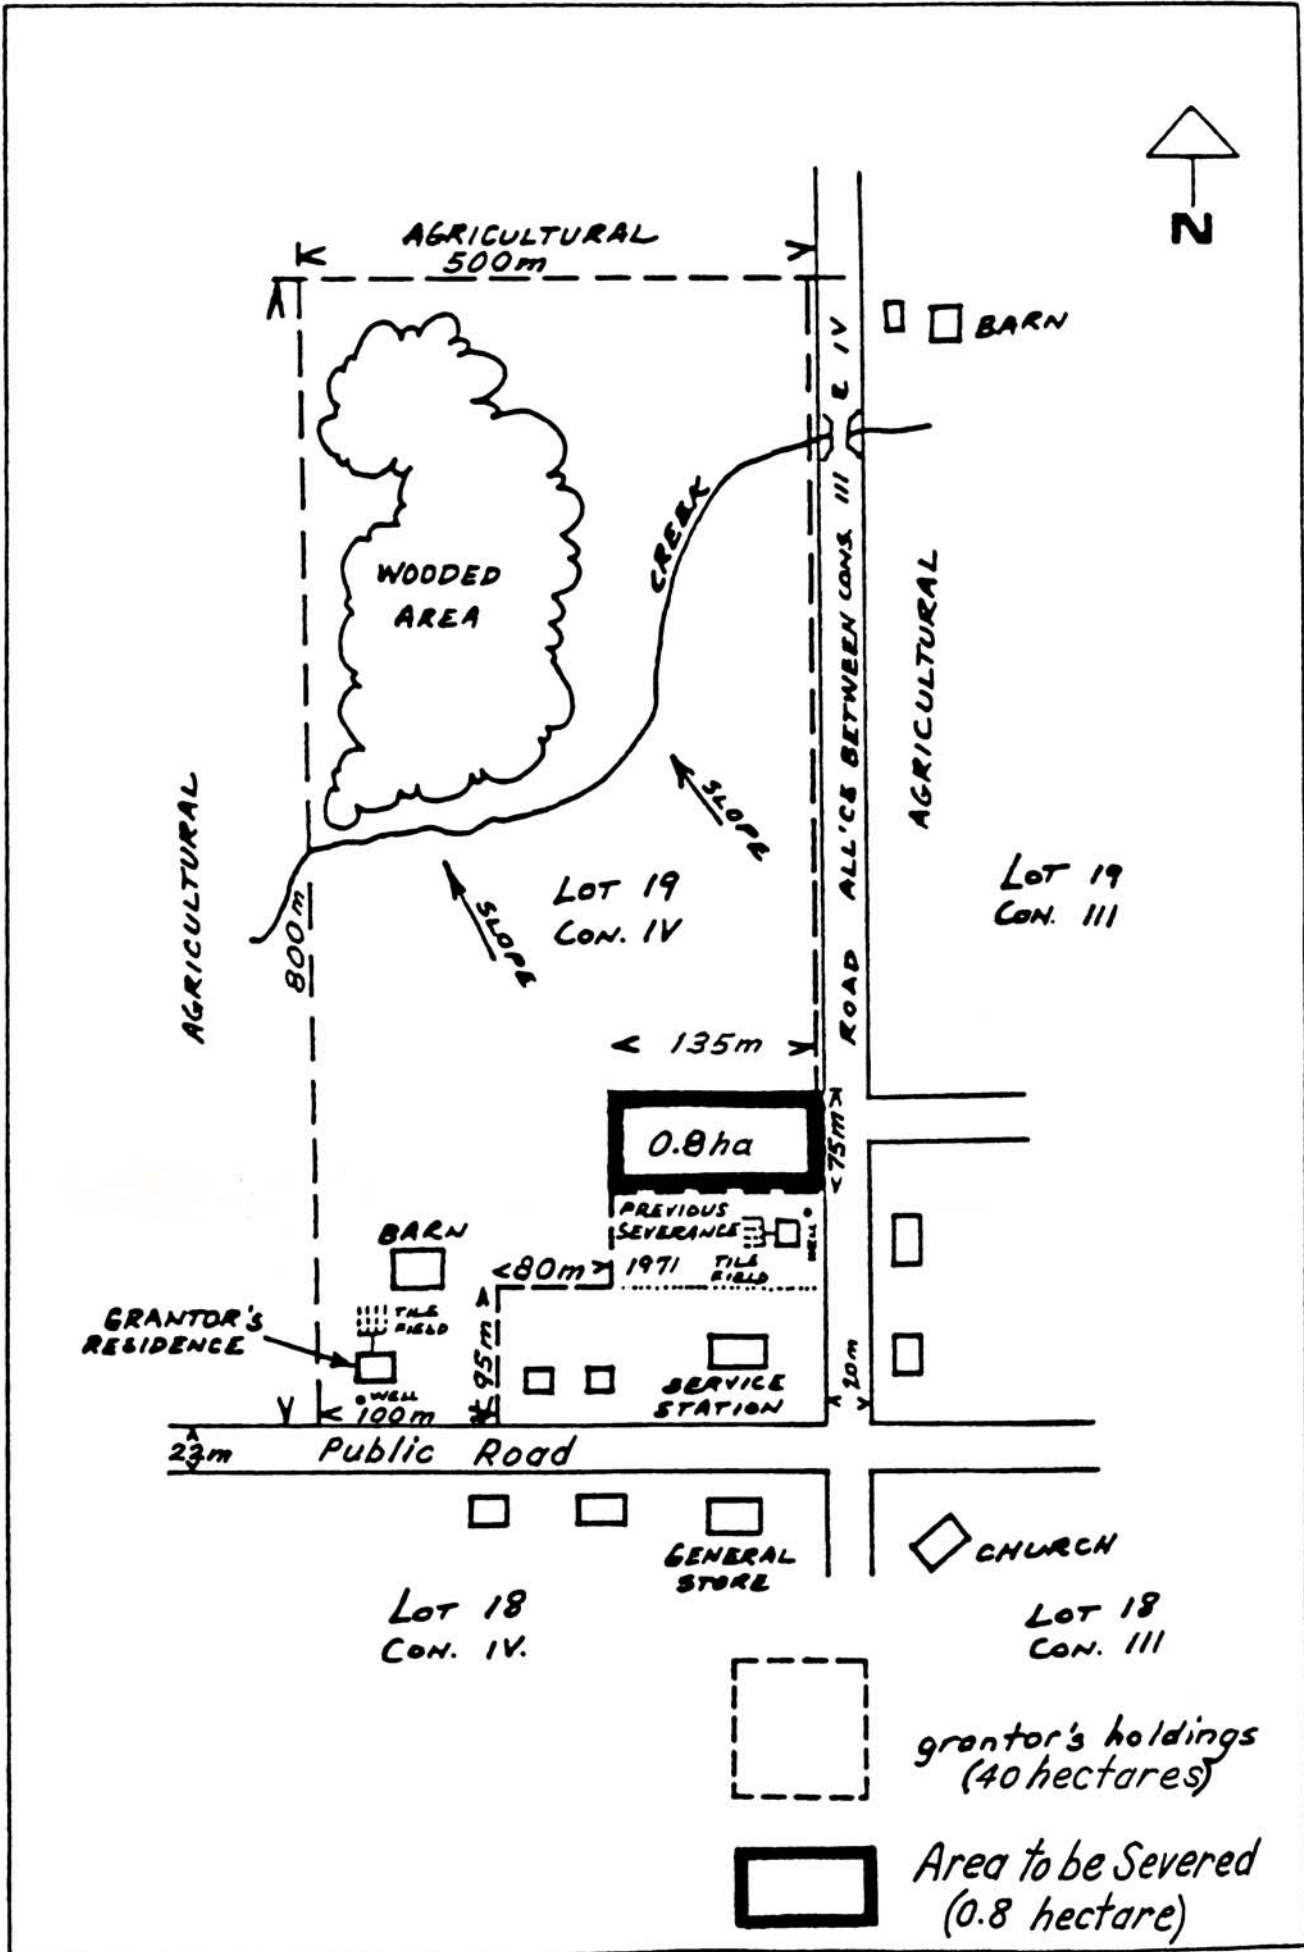 N
AGRICULTURAL
500m
BARN
ROAD ALL'CE BETWEEN CONS. III & IV
CREEK
WOODED
AREA
AGRICULTURAL
AGRICULTURAL
SLOPE
SLOPE
800m
LOT 19
CON. IV
LOT 19
CON. III
135m
0.8ha
75m
PREVIOUS
SEVERANCE
1971
TILE
FIELD
WELL
BARN
80m
95m
GRANTOR'S
RESIDENCE
TILE
FIELD
WELL
100m
SERVICE
STATION
20m
23m
Public Road
GENERAL
STORE
CHURCH
LOT 18
CON. IV.
LOT 18
CON. III
grantor's holdings
(40 hectares)
Area to be Severed
(0.8 hectare)